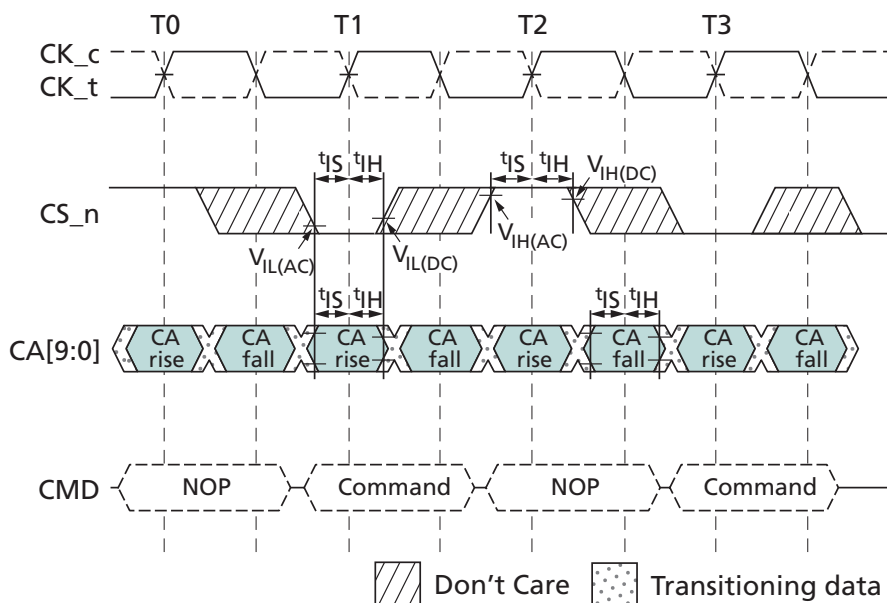 T0 T1 T2 T3
CK_c
CK_t
tIS tIH tIS tIH VIH(DC)
CS_n
VIL(AC) VIL(DC) VIH(AC)
tIS tIH tIS tIH
CA[9:0]
CA rise
CA fall
CA rise
CA fall
CA rise
CA fall
CA rise
CA fall
CMD NOP Command NOP Command
Don't Care Transitioning data